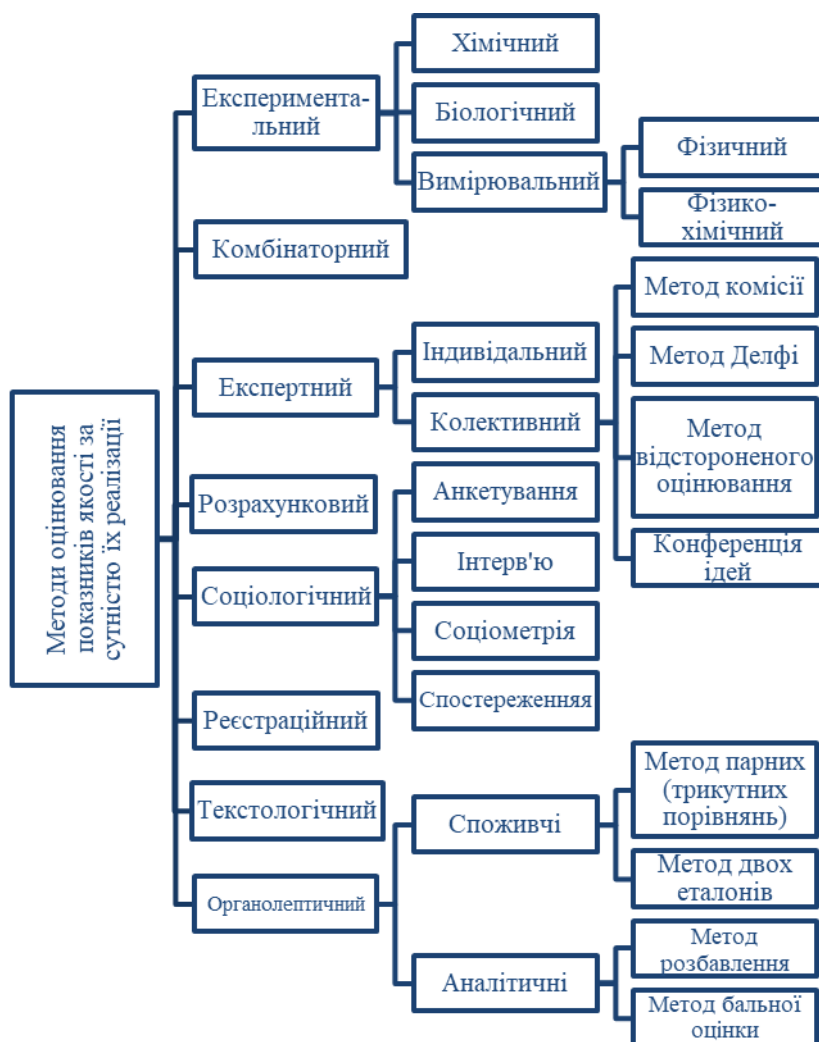 Методи оцінювання
показників якості за
сутністю їх реалізації
Експеримента-
льний
Хімічний
Біологічний
Вимірювальний
Фізичний
Фізико-
хімічний
Комбінаторний
Експертний
Індивідальний
Колективний
Метод комісії
Метод Делфі
Метод
відстороненого
оцінювання
Конференція
ідей
Розрахунковий
Соціологічний
Анкетування
Інтерв'ю
Соціометрія
Спостереженняя
Реєстраційний
Текстологічний
Органолептичний
Споживчі
Метод парних
(трикутних
порівнянь)
Метод двох
еталонів
Аналітичні
Метод
розбавлення
Метод бальної
оцінки